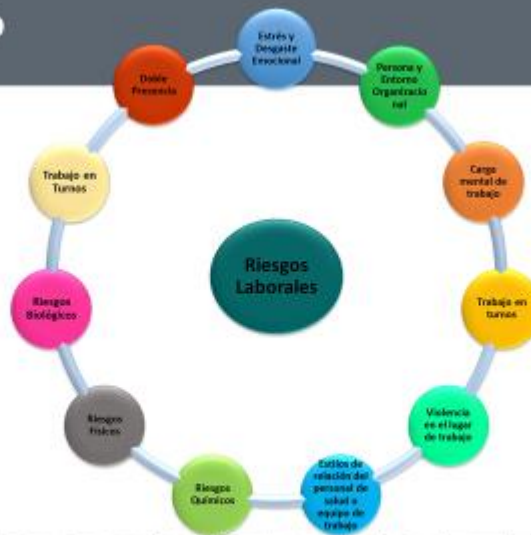 Riesgos
Laborales
Estrés y
Desgaste
Emocional
Persona y
Entorno
Organizacio
nal
Carga
mental de
trabajo
Trabajo en
turnos
Violencia
en el lugar
de trabajo
Estilos de
relación del
personal de
salud o
equipo de
trabajo
Riesgos
Químicos
Riesgos
Físicos
Riesgos
Biológicos
Trabajo en
Turnos
Doble
Presencia